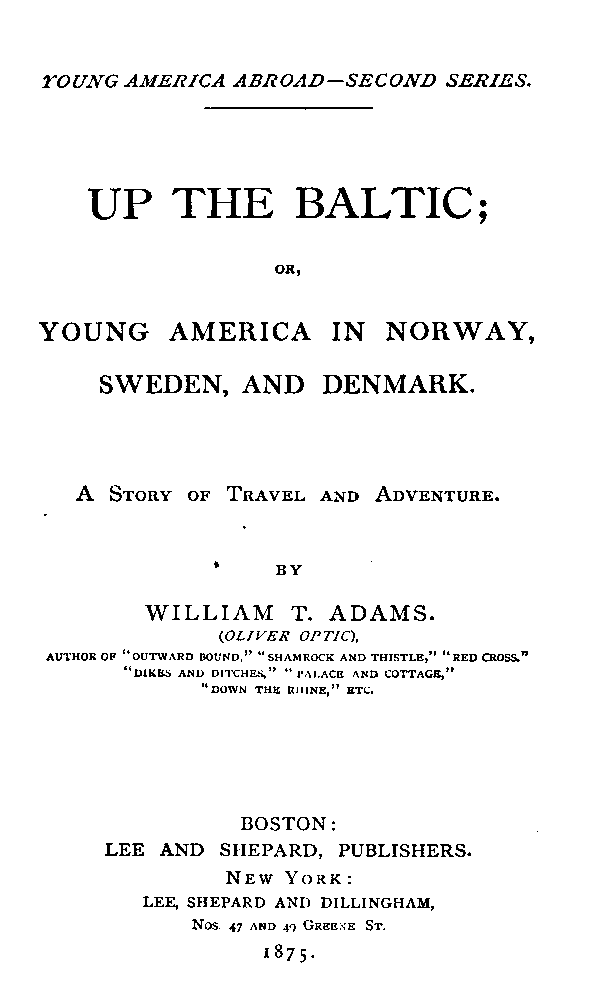 YOUNG AMERICA ABROAD—SECOND SERIES.
UP THE BALTIC;
OR,
YOUNG AMERICA IN NORWAY,
SWEDEN, AND DENMARK.
A STORY OF TRAVEL AND ADVENTURE.
BY
WILLIAM T. ADAMS.
(OLIVER OPTIC),
AUTHOR OF "OUTWARD BOUND," "SHAMROCK AND THISTLE," "RED CROSS."
"DIKES AND DITCHES," "PALACE AND COTTAGE,"
"DOWN THE RHINE," ETC.
BOSTON:
LEE AND SHEPARD, PUBLISHERS.
NEW YORK:
LEE, SHEPARD AND DILLINGHAM,
NOS. 47 AND 49 GREENE ST.
1875.